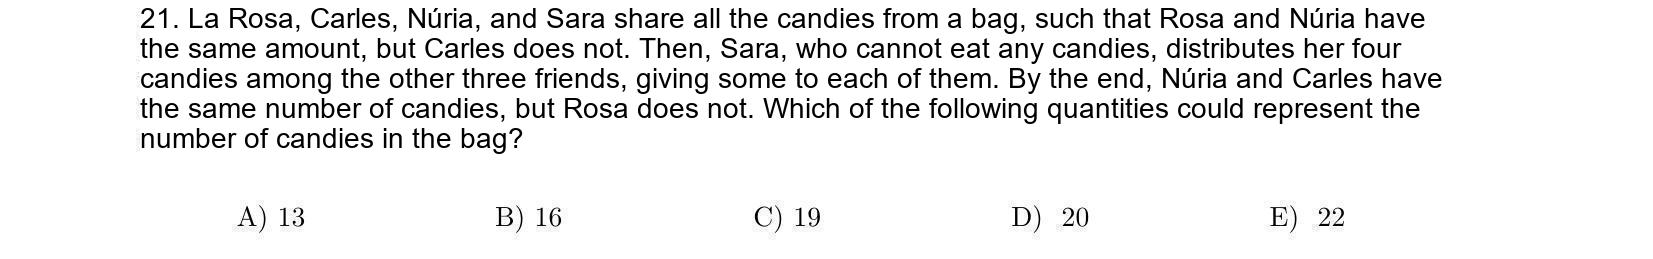 21. La Rosa, Carles, Núria, and Sara share all the candies from a bag, such that Rosa and Núria have
the same amount, but Carles does not. Then, Sara, who cannot eat any candies, distributes her four
candies among the other three friends, giving some to each of them. By the end, Núria and Carles have
the same number of candies, but Rosa does not. Which of the following quantities could represent the
number of candies in the bag?
A) 13 B) 16 C) 19 D) 20 E) 22